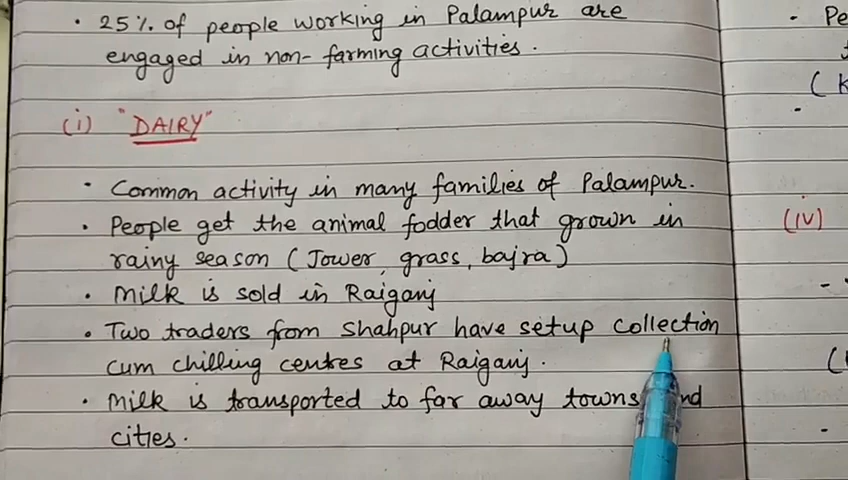 • 25% of people working in Palampur are
engaged in non-farming activities.
(i) "DAIRY"
• Common activity in many families of Palampur.
• People get the animal fodder that grown in
rainy season (Jower, grass, bajra)
• Milk is sold in Raiganj
• Two traders from Shahpur have setup collection
cum chilling centres at Raiganj.
• Milk is transported to far away towns and
cities.
• Pe
(K
(iv)